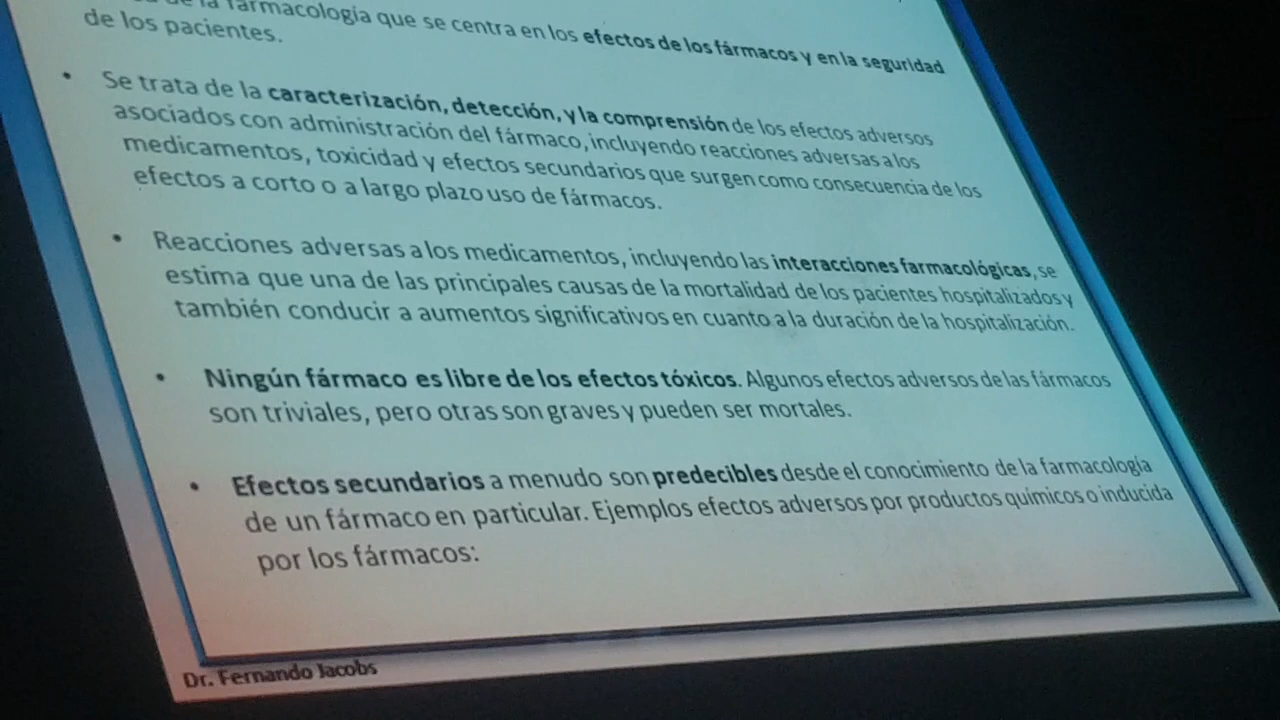 de la farmacología que se centra en los efectos de los fármacos y en la seguridad
de los pacientes.
• Se trata de la caracterización, detección, y la comprensión de los efectos adversos
asociados con administración del fármaco, incluyendo reacciones adversas a los
medicamentos, toxicidad y efectos secundarios que surgen como consecuencia de los
efectos a corto o a largo plazo uso de fármacos.
• Reacciones adversas a los medicamentos, incluyendo las interacciones farmacológicas, se
estima que una de las principales causas de la mortalidad de los pacientes hospitalizados y
también conducir a aumentos significativos en cuanto a la duración de la hospitalización.
• Ningún fármaco es libre de los efectos tóxicos. Algunos efectos adversos de las fármacos
son triviales, pero otras son graves y pueden ser mortales.
• Efectos secundarios a menudo son predecibles desde el conocimiento de la farmacología
de un fármaco en particular. Ejemplos efectos adversos por productos químicos o inducida
por los fármacos:
Dr. Fernando Jacobs